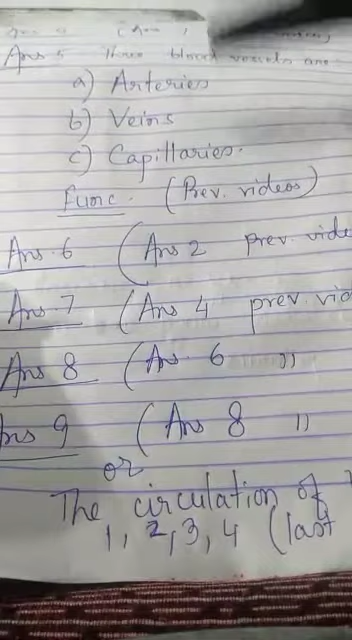 Ans 5 Three blood vessels are
a) Arteries
b) Veins
c) Capillaries.
Func. (Prev. videos)
Ans 6 (Ans 2 prev. vide
Ans 7 (Ans 4 prev. vid
Ans 8 (Ans 6 "
Ans 9 (Ans 8 "
or
The circulation of
1, 2, 3, 4 (last